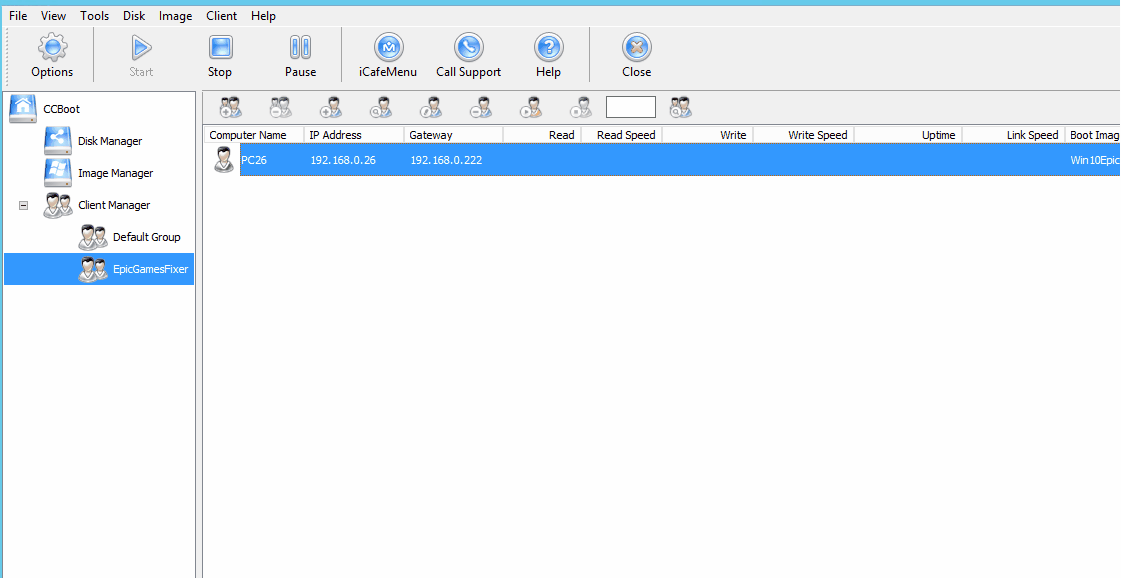 File View Tools Disk Image Client Help
Options Start Stop Pause iCafeMenu Call Support Help Close
CCBoot
Disk Manager
Image Manager
Client Manager
Default Group
EpicGamesFixer
Computer Name IP Address Gateway Read Read Speed Write Write Speed Uptime Link Speed Boot Imag
PC26 192.168.0.26 192.168.0.222 Win10Epic